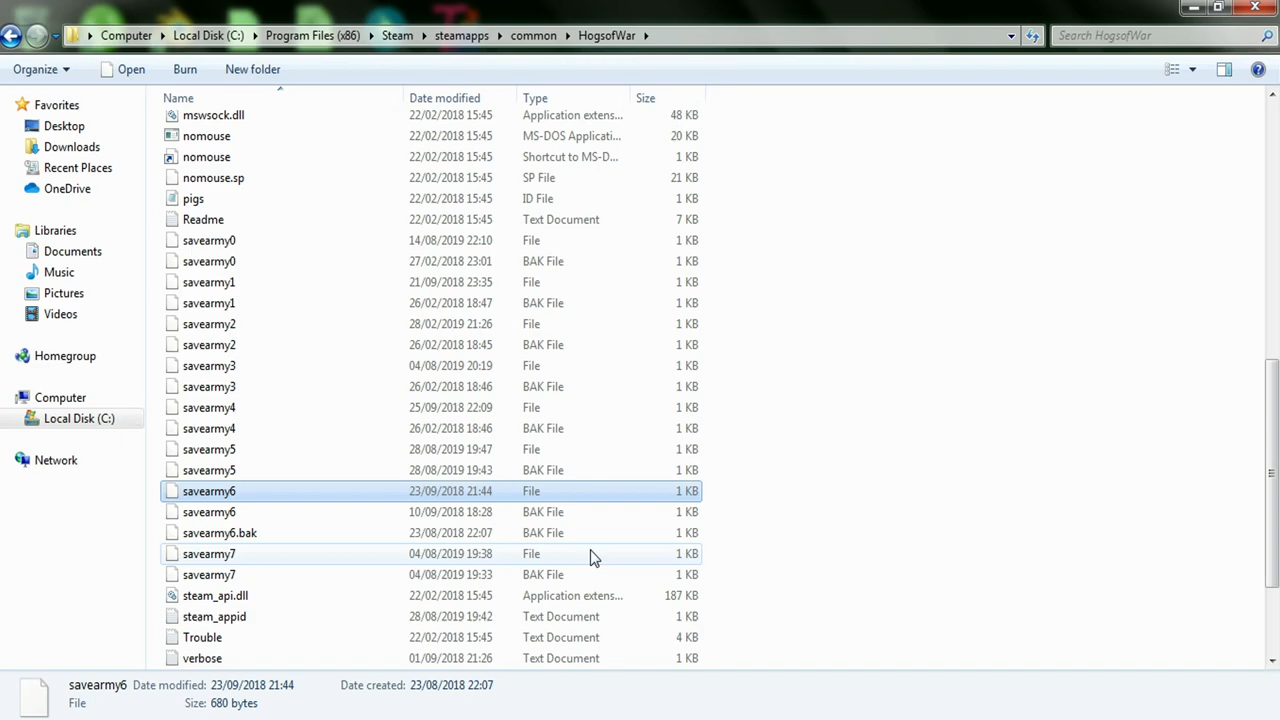 Computer Local Disk (C:) Program Files (x86) Steam steamapps common HogsofWar Search HogsofWar
Organize Open Burn New folder
Name Date modified Type Size
Favorites
Desktop
Downloads
Recent Places
OneDrive
Libraries
Documents
Music
Pictures
Videos
Homegroup
Computer
Local Disk (C:)
Network
mswsock.dll 22/02/2018 15:45 Application extens... 48 KB
nomouse 22/02/2018 15:45 MS-DOS Applicati... 20 KB
nomouse 22/02/2018 15:45 Shortcut to MS-D... 1 KB
nomouse.sp 22/02/2018 15:45 SP File 21 KB
pigs 22/02/2018 15:45 ID File 1 KB
Readme 22/02/2018 15:45 Text Document 7 KB
savearmy0 14/08/2019 22:10 File 1 KB
savearmy0 27/02/2018 23:01 BAK File 1 KB
savearmy1 21/09/2018 23:35 File 1 KB
savearmy1 26/02/2018 18:47 BAK File 1 KB
savearmy2 28/02/2019 21:26 File 1 KB
savearmy2 26/02/2018 18:45 BAK File 1 KB
savearmy3 04/08/2019 20:19 File 1 KB
savearmy3 26/02/2018 18:46 BAK File 1 KB
savearmy4 25/09/2018 22:09 File 1 KB
savearmy4 26/02/2018 18:46 BAK File 1 KB
savearmy5 28/08/2019 19:47 File 1 KB
savearmy5 28/08/2019 19:43 BAK File 1 KB
savearmy6 23/09/2018 21:44 File 1 KB
savearmy6 10/09/2018 18:28 BAK File 1 KB
savearmy6.bak 23/08/2018 22:07 BAK File 1 KB
savearmy7 04/08/2019 19:38 File 1 KB
savearmy7 04/08/2019 19:33 BAK File 1 KB
steam_api.dll 22/02/2018 15:45 Application extens... 187 KB
steam_appid 28/08/2019 19:42 Text Document 1 KB
Trouble 22/02/2018 15:45 Text Document 4 KB
verbose 01/09/2019 21:26 Text Document 1 KB
savearmy6 Date modified: 23/09/2018 21:44 Date created: 23/08/2018 22:07
File Size: 680 bytes